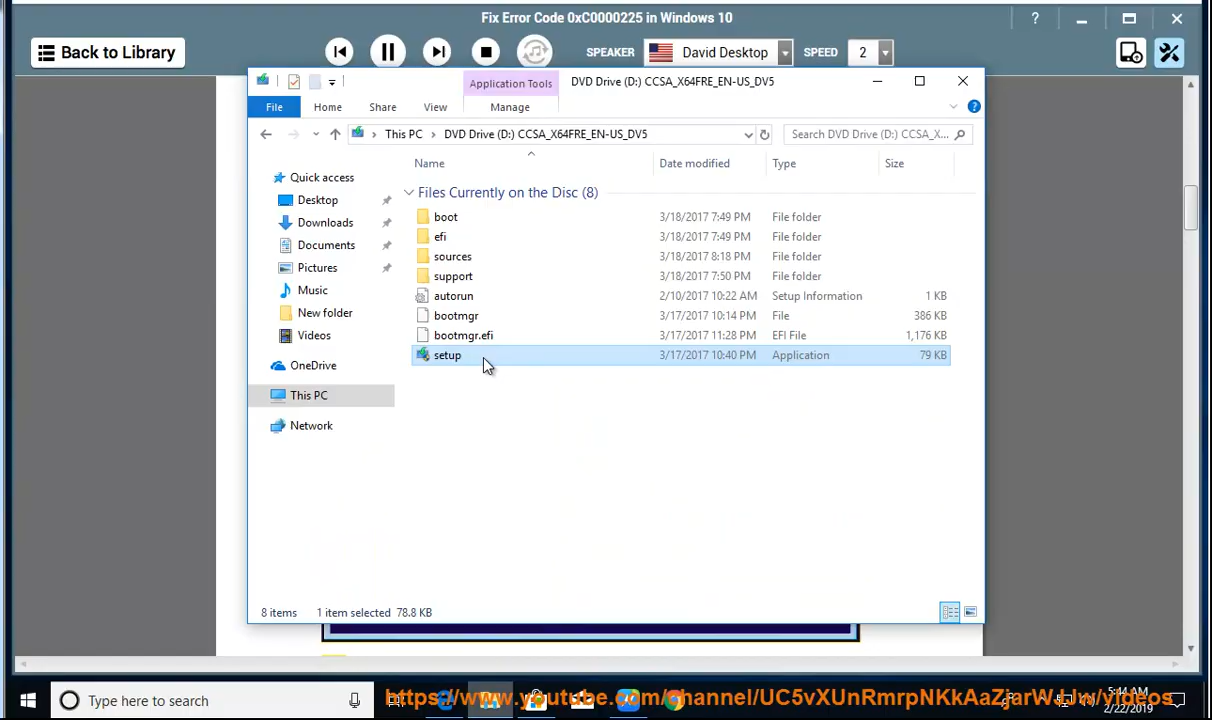 Fix Error Code 0xC0000225 in Windows 10
?
Back to Library
SPEAKER
David Desktop
SPEED
2
Application Tools
DVD Drive (D:) CCSA_X64FRE_EN-US_DV5
File
Home
Share
View
Manage
This PC
DVD Drive (D:) CCSA_X64FRE_EN-US_DV5
Search DVD Drive (D:) CCSA_X...
Name
Date modified
Type
Size
Quick access
Desktop
Downloads
Documents
Pictures
Music
New folder
Videos
OneDrive
This PC
Network
Files Currently on the Disc (8)
boot 3/18/2017 7:49 PM File folder
efi 3/18/2017 7:49 PM File folder
sources 3/18/2017 8:18 PM File folder
support 3/18/2017 7:50 PM File folder
autorun 2/10/2017 10:22 AM Setup Information 1 KB
bootmgr 3/17/2017 10:14 PM File 386 KB
bootmgr.efi 3/17/2017 11:28 PM EFI File 1,176 KB
setup 3/17/2017 10:40 PM Application 79 KB
8 items 1 item selected 78.8 KB
Type here to search
5:44 AM
2/22/2019